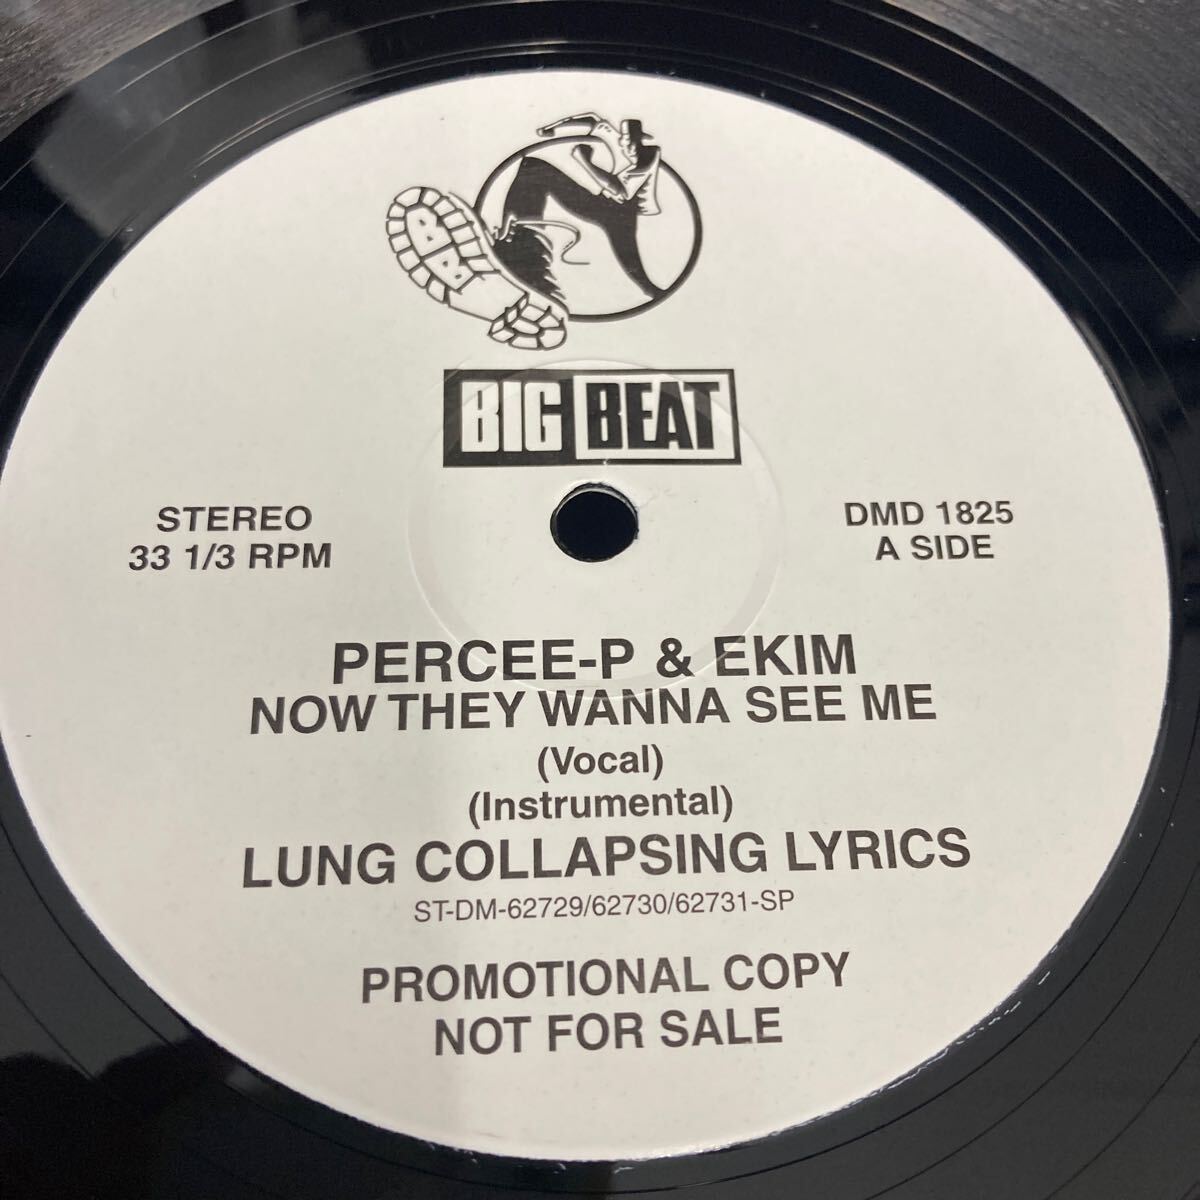 BB
BIG BEAT
STEREO
33 1/3 RPM
DMD 1825
A SIDE
PERCEE-P & EKIM
NOW THEY WANNA SEE ME
(Vocal)
(Instrumental)
LUNG COLLAPSING LYRICS
ST-DM-62729/62730/62731-SP
PROMOTIONAL COPY
NOT FOR SALE